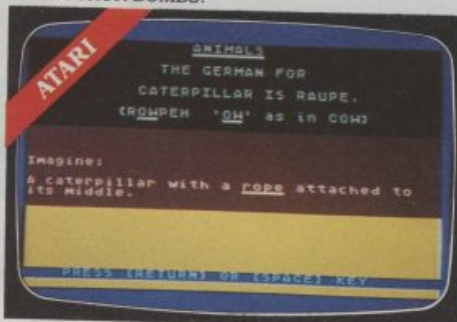 ATARI
ANIMALS
THE GERMAN FOR
CATERPILLAR IS RAUPE.
(ROWPEH 'OW' as in COW)
Imagine:
A caterpillar with a rope attached to
its middle.
PRESS (RETURN) OR (SPACE) KEY